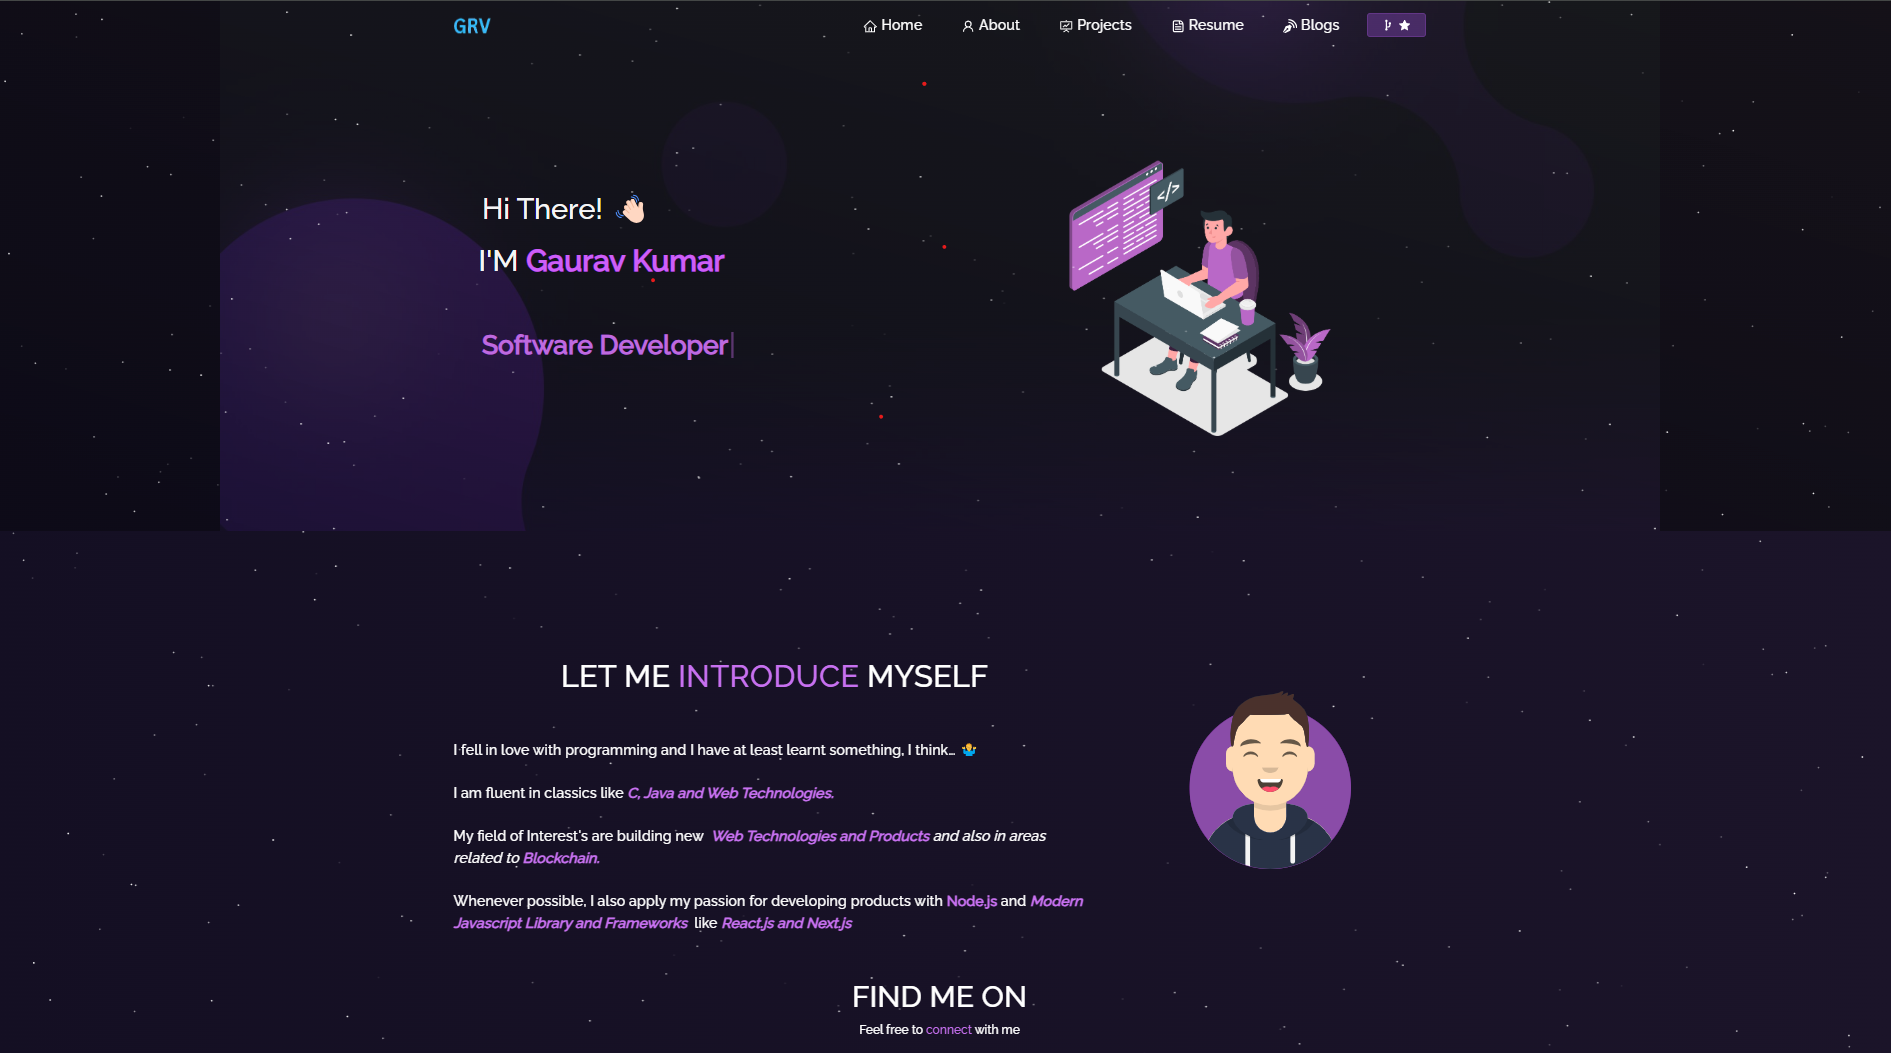 GRV
Home About Projects Resume Blogs
</>
Hi There! 👋🏻
I'M Gaurav Kumar
Software Developer|
LET ME INTRODUCE MYSELF
I fell in love with programming and I have at least learnt something, I think… 🤷‍♂️
I am fluent in classics like C, Java and Web Technologies.
My field of Interest's are building new Web Technologies and Products and also in areas
related to Blockchain.
Whenever possible, I also apply my passion for developing products with Node.js and Modern
Javascript Library and Frameworks like React.js and Next.js
FIND ME ON
Feel free to connect with me